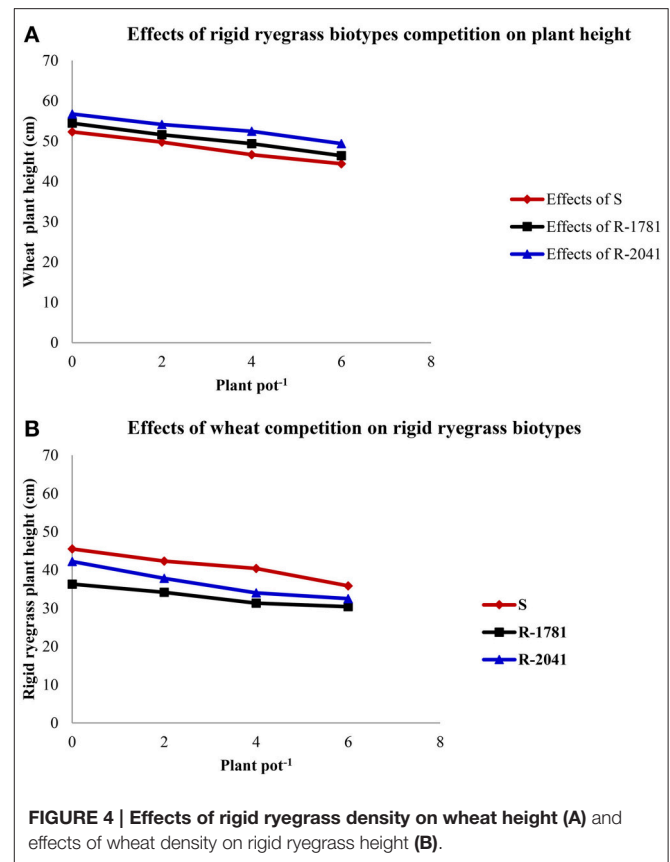 A
Effects of rigid ryegrass biotypes competition on plant height
70
60
50
40
30
20
10
0
Wheat plant height (cm)
0 2 4 6 8
Plant pot-1
Effects of S
Effects of R-1781
Effects of R-2041
B
Effects of wheat competition on rigid ryegrass biotypes
70
60
50
40
30
20
10
0
Rigid ryegrass plant height (cm)
0 2 4 6 8
Plant pot-1
S
R-1781
R-2041
FIGURE 4 | Effects of rigid ryegrass density on wheat height (A) and
effects of wheat density on rigid ryegrass height (B).